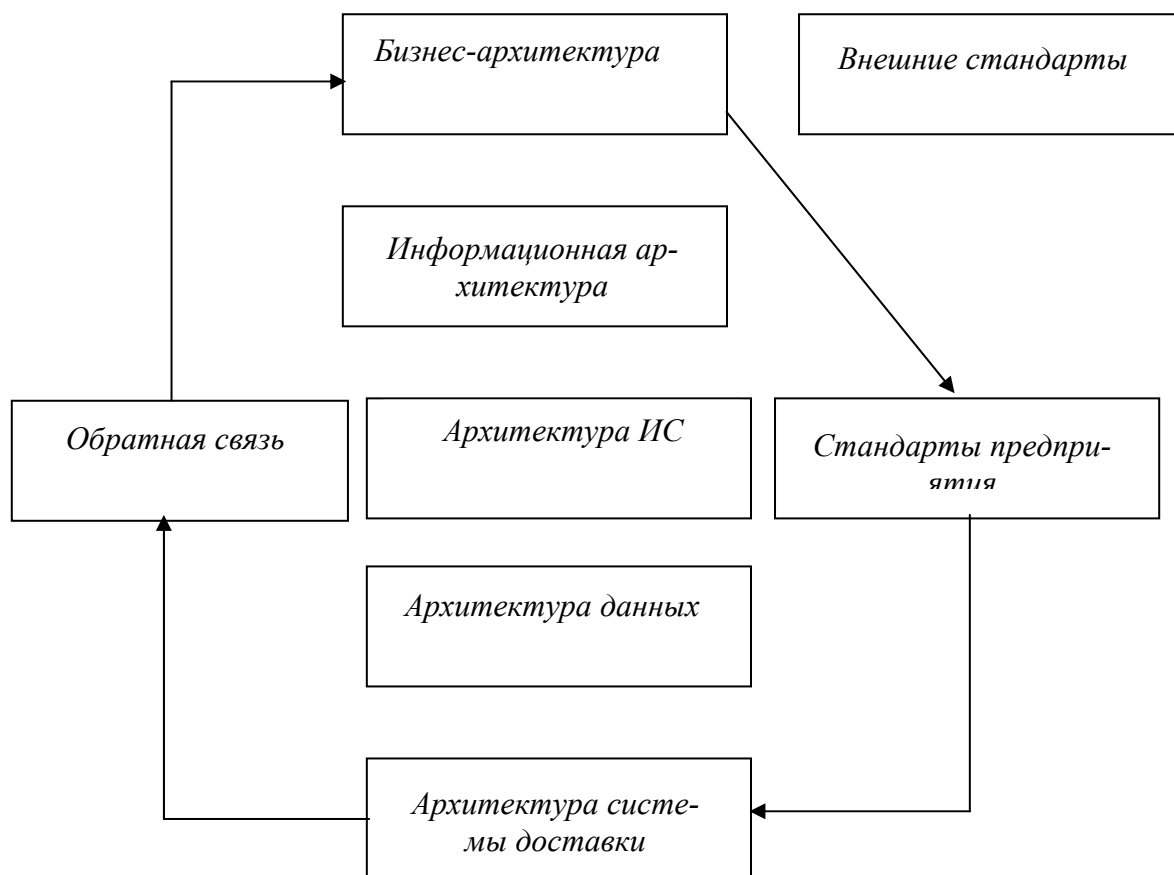 Бизнес-архитектура
Внешние стандарты
Информационная ар-
хитектура
Обратная связь
Архитектура ИС
Стандарты предпри-
ятия
Архитектура данных
Архитектура систе-
мы доставки